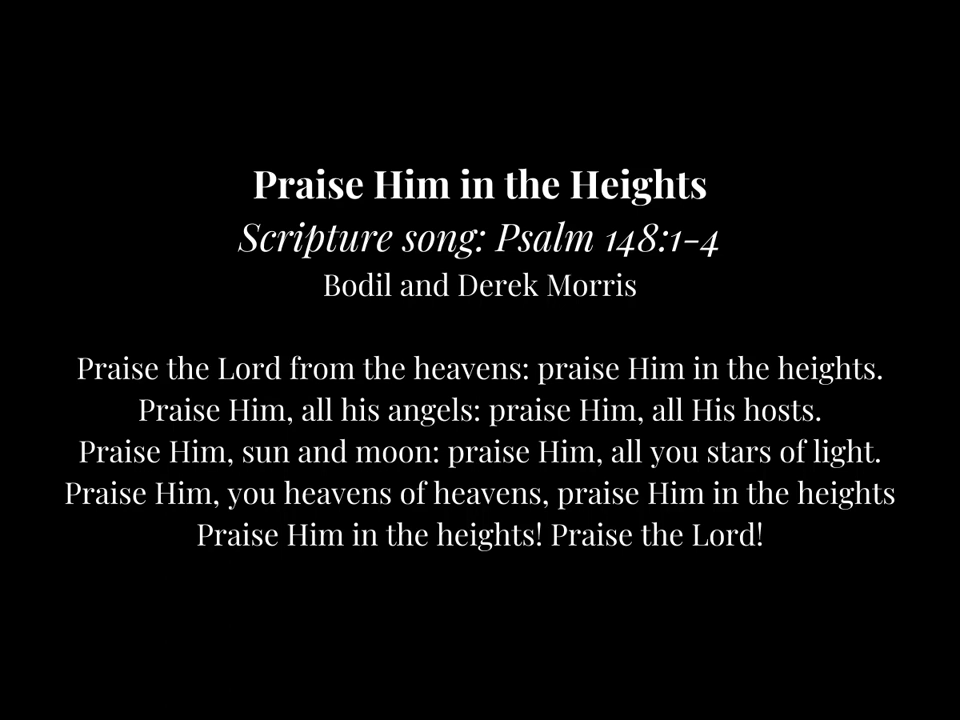 Praise Him in the Heights
Scripture song: Psalm 148:1-4
Bodil and Derek Morris
Praise the Lord from the heavens: praise Him in the heights.
Praise Him, all his angels: praise Him, all His hosts.
Praise Him, sun and moon: praise Him, all you stars of light.
Praise Him, you heavens of heavens, praise Him in the heights
Praise Him in the heights! Praise the Lord!